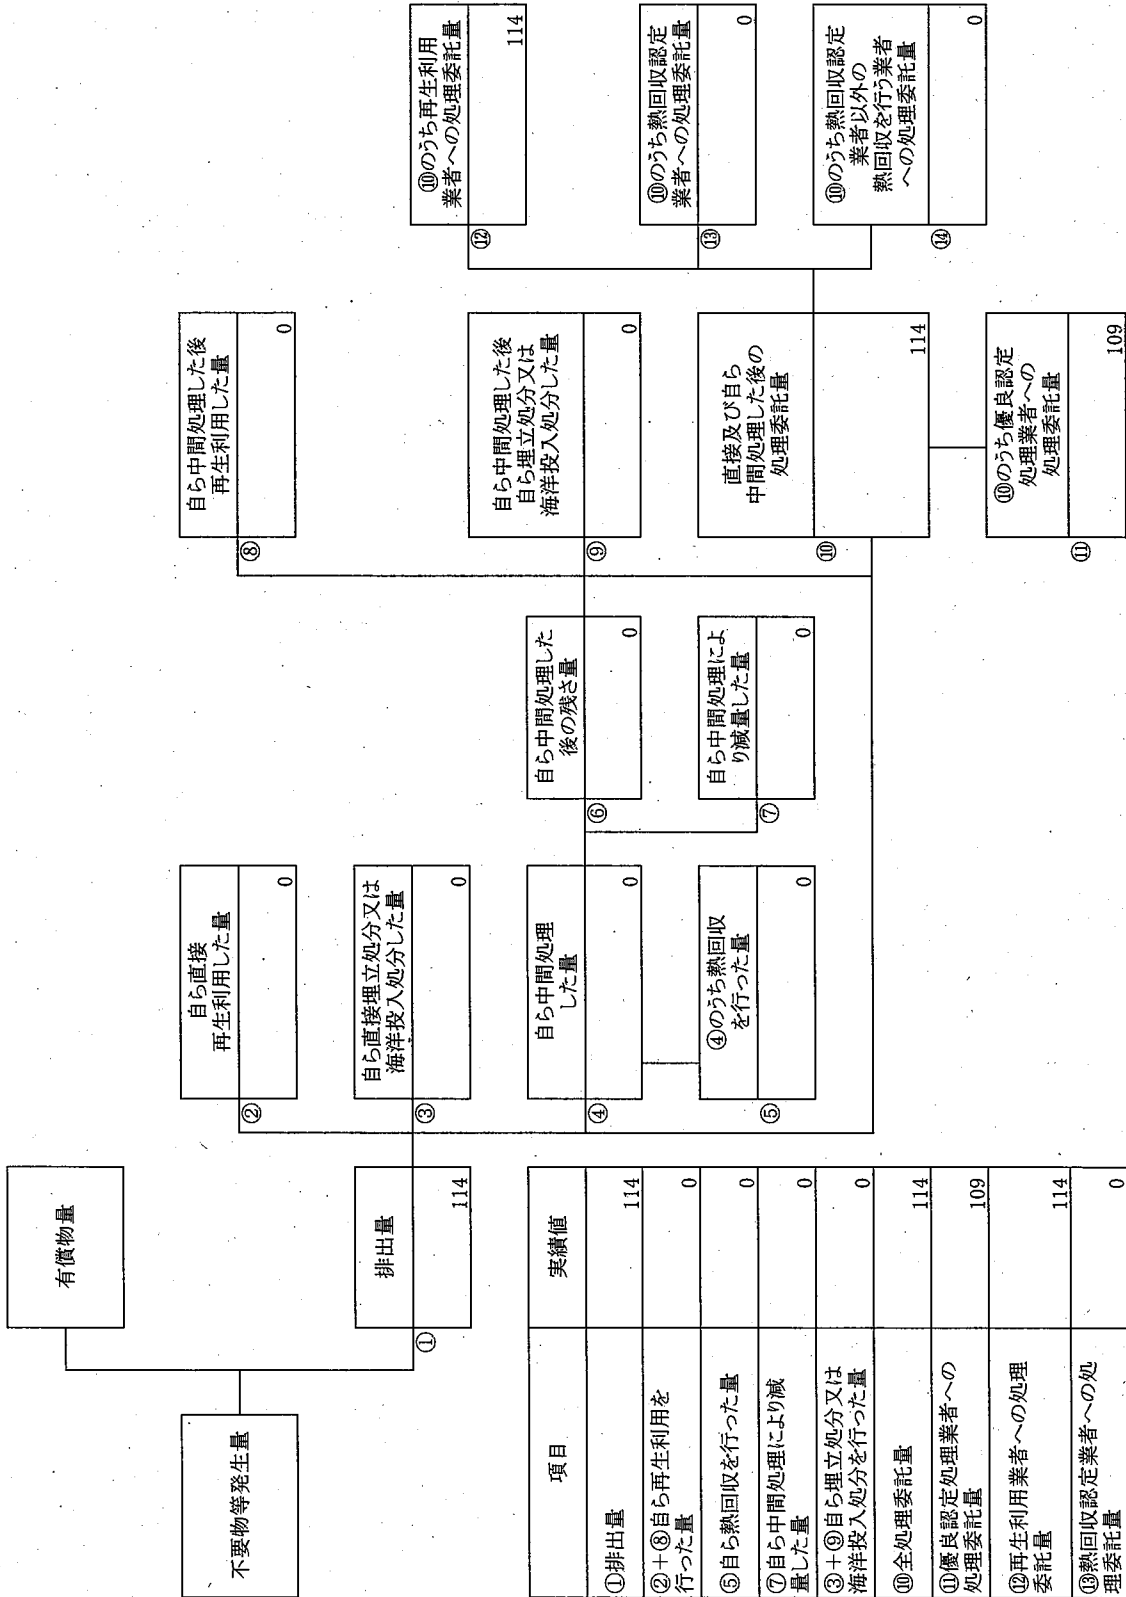 不要物等発生量
有償物量
排出量
①
114
自ら直接
再生利用した量
②
0
自ら直接埋立処分又は
海洋投入処分した量
③
0
自ら中間処理
した量
④
0
④のうち熱回収
を行った量
⑤
0
自ら中間処理した
後の残さ量
⑥
0
自ら中間処理によ
り減量した量
⑦
0
自ら中間処理した後
再生利用した量
⑧
0
自ら中間処理した後
自ら埋立処分又は
海洋投入処分した量
⑨
0
直接及び自ら
中間処理した後の
処理委託量
⑩
114
⑩のうち優良認定
処理業者への
処理委託量
⑪
109
⑩のうち再生利用
業者への処理委託量
⑫
114
⑩のうち熱回収認定
業者への処理委託量
⑬
0
⑩のうち熱回収認定
業者以外の
熱回収を行う業者
への処理委託量
⑭
0
項目 実績値
①排出量 114
②+⑧自ら再生利用を
行った量 0
⑤自ら熱回収を行った量 0
⑦自ら中間処理により減
量した量 0
③+⑨自ら埋立処分又は
海洋投入処分を行った量 0
⑩全処理委託量 114
⑪優良認定処理業者への
処理委託量 109
⑫再生利用業者への処理
委託量 114
⑬熱回収認定業者への処
理委託量 0